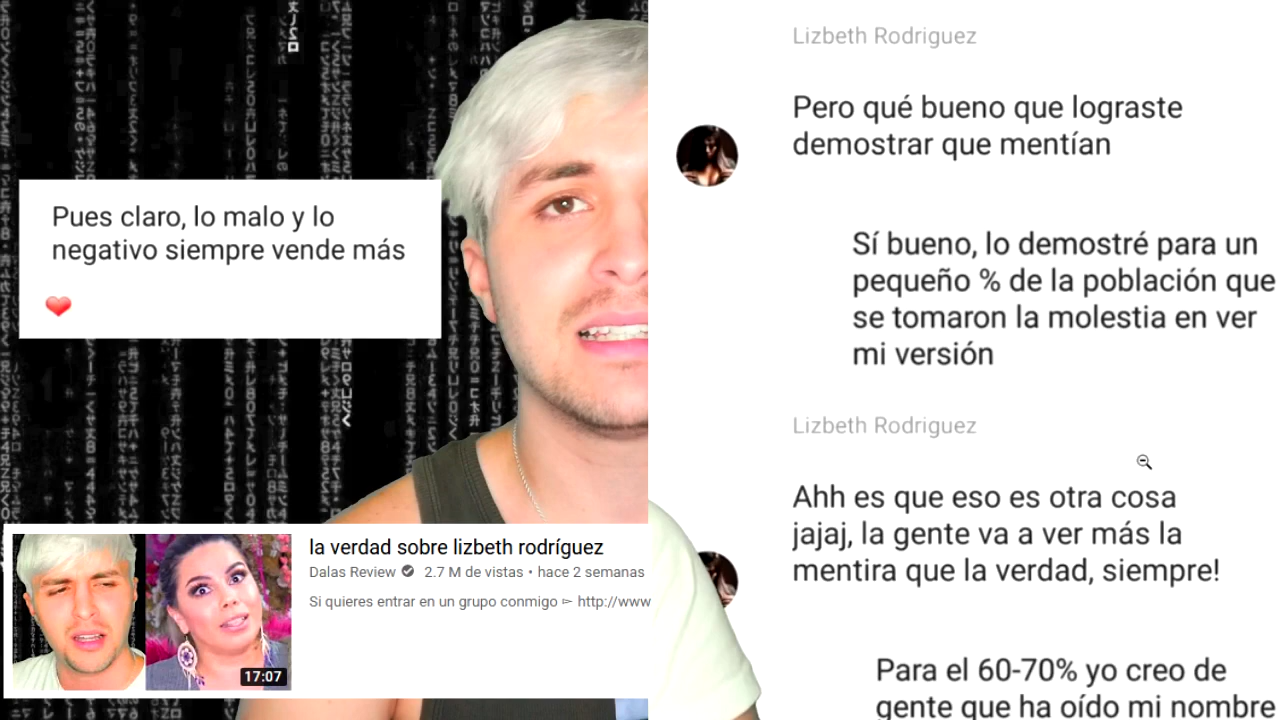 Pues claro, lo malo y lo
negativo siempre vende más
la verdad sobre lizbeth rodríguez
Dalas Review 2.7 M de vistas • hace 2 semanas
Si quieres entrar en un grupo conmigo ► http://www
17:07
Lizbeth Rodriguez
Pero qué bueno que lograste
demostrar que mentían
Sí bueno, lo demostré para un
pequeño % de la población que
se tomaron la molestia en ver
mi versión
Lizbeth Rodriguez
Ahh es que eso es otra cosa
jajaj, la gente va a ver más la
mentira que la verdad, siempre!
Para el 60-70% yo creo de
gente que ha oído mi nombre